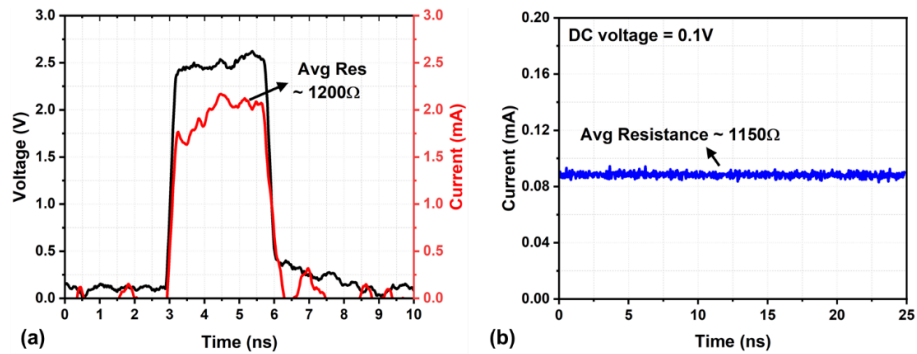 3.0
2.5
2.0
1.5
1.0
0.5
0.0
Voltage (V)
0 1 2 3 4 5 6 7 8 9 10
Time (ns)
3.0
2.5
2.0
1.5
1.0
0.5
0.0
Current (mA)
Avg Res
~ 1200Ω
(a)
0.20
0.16
0.12
0.08
0.04
0.00
Current (mA)
DC voltage = 0.1V
Avg Resistance ~ 1150Ω
0 5 10 15 20 25
Time (ns)
(b)